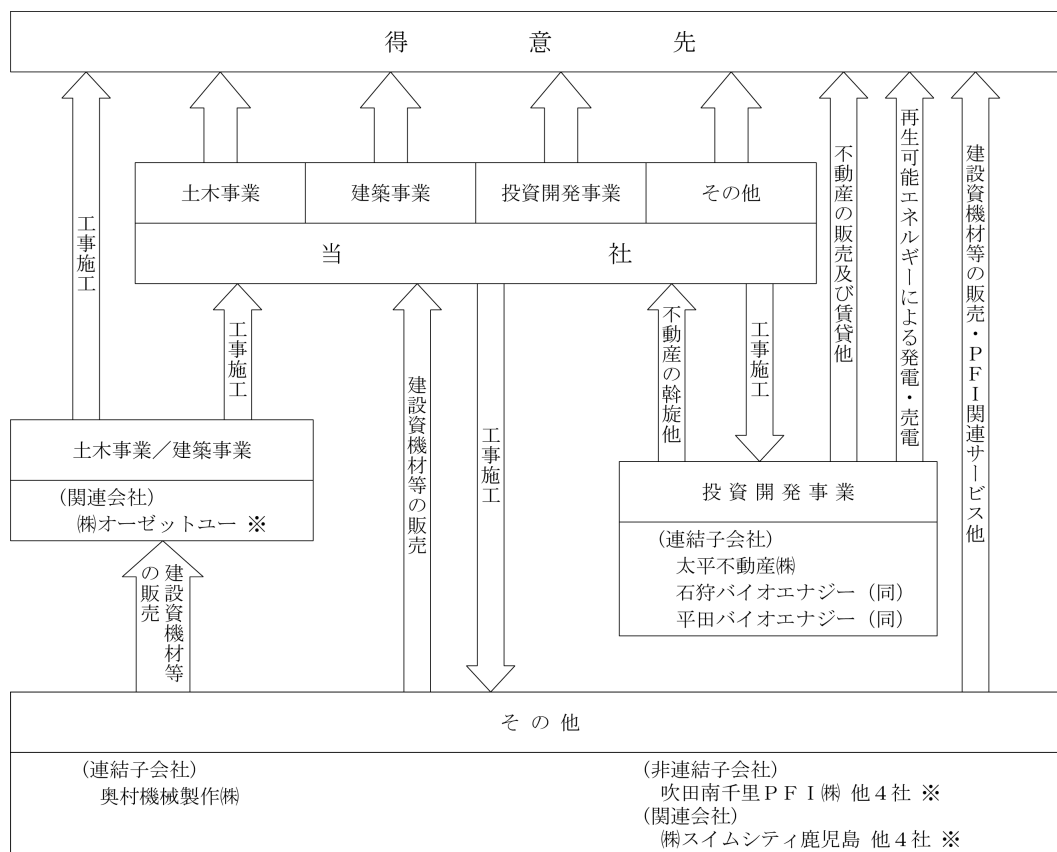 得意先
土木事業
建築事業
投資開発事業
その他
当社
工事施工
工事施工
建設資機材等の販売
工事施工
不動産の斡旋他
工事施工
不動産の販売及び賃貸他
再生可能エネルギーによる発電・売電
建設資機材等の販売・ＰＦＩ関連サービス他
土木事業／建築事業
(関連会社)
㈱オーゼットユー ※
建設資機材等
の販売
投資開発事業
(連結子会社)
太平不動産㈱
石狩バイオエナジー（同）
平田バイオエナジー（同）
その他
(連結子会社)
奥村機械製作㈱
(非連結子会社)
吹田南千里ＰＦＩ㈱ 他４社 ※
(関連会社)
㈱スイムシティ鹿児島 他４社 ※